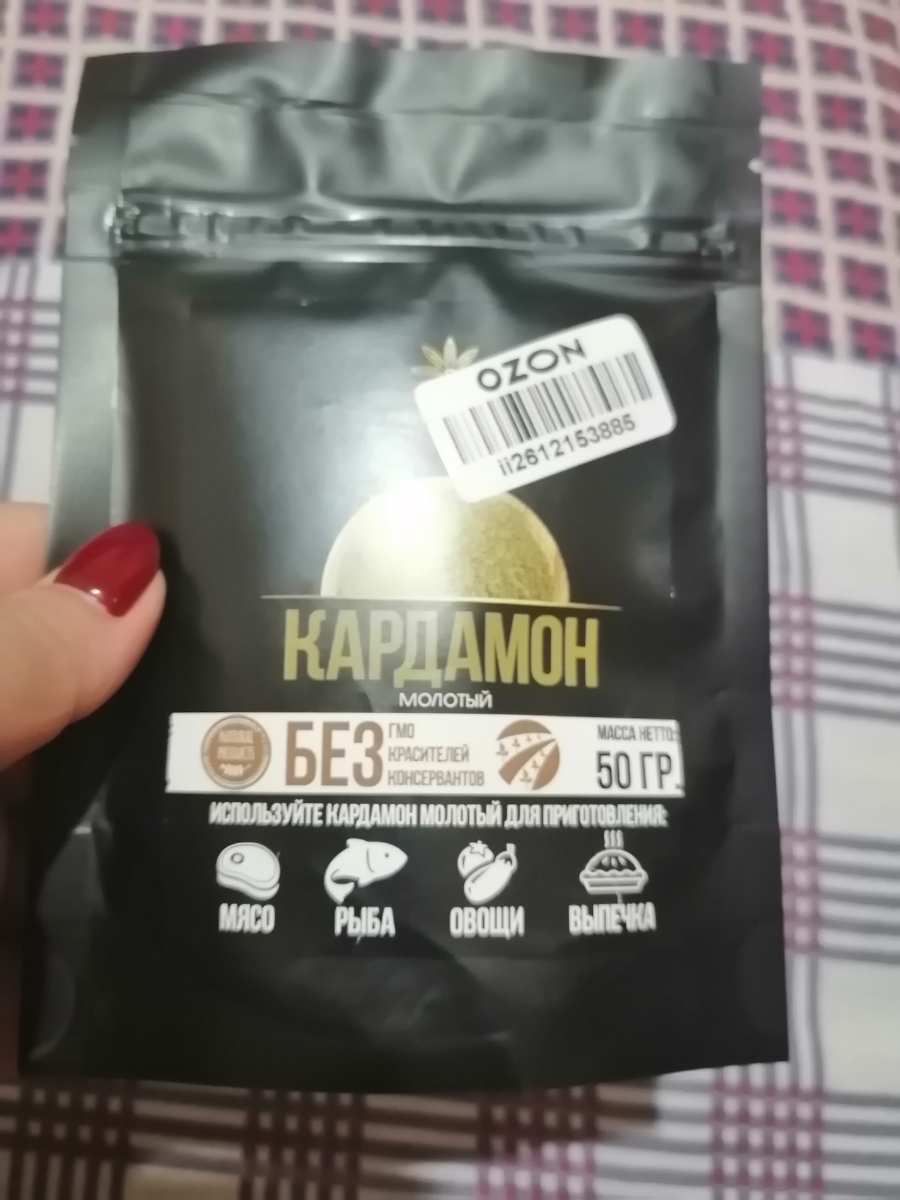 OZON
ii2612153885
КАРДАМОН
МОЛОТЫЙ
БЕЗ
ГМО
КРАСИТЕЛЕЙ
КОНСЕРВАНТОВ
МАССА НЕТТО:
50 ГР.
ИСПОЛЬЗУЙТЕ КАРДАМОН МОЛОТЫЙ ДЛЯ ПРИГОТОВЛЕНИЯ:
МЯСО
РЫБА
ОВОЩИ
ВЫПЕЧКА